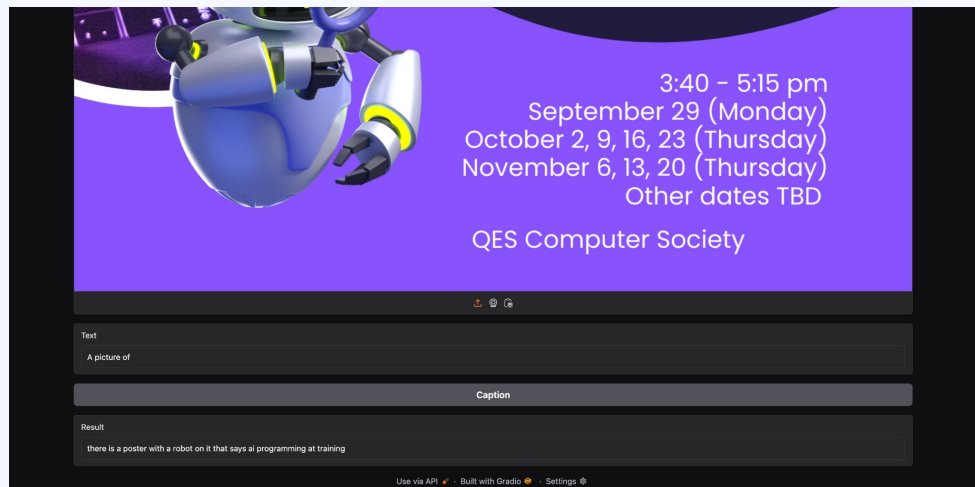 3:40 - 5:15 pm
September 29 (Monday)
October 2, 9, 16, 23 (Thursday)
November 6, 13, 20 (Thursday)
Other dates TBD
QES Computer Society
Text
A picture of
Caption
Result
there is a poster with a robot on it that says ai programming at training
Use via API · Built with Gradio · Settings